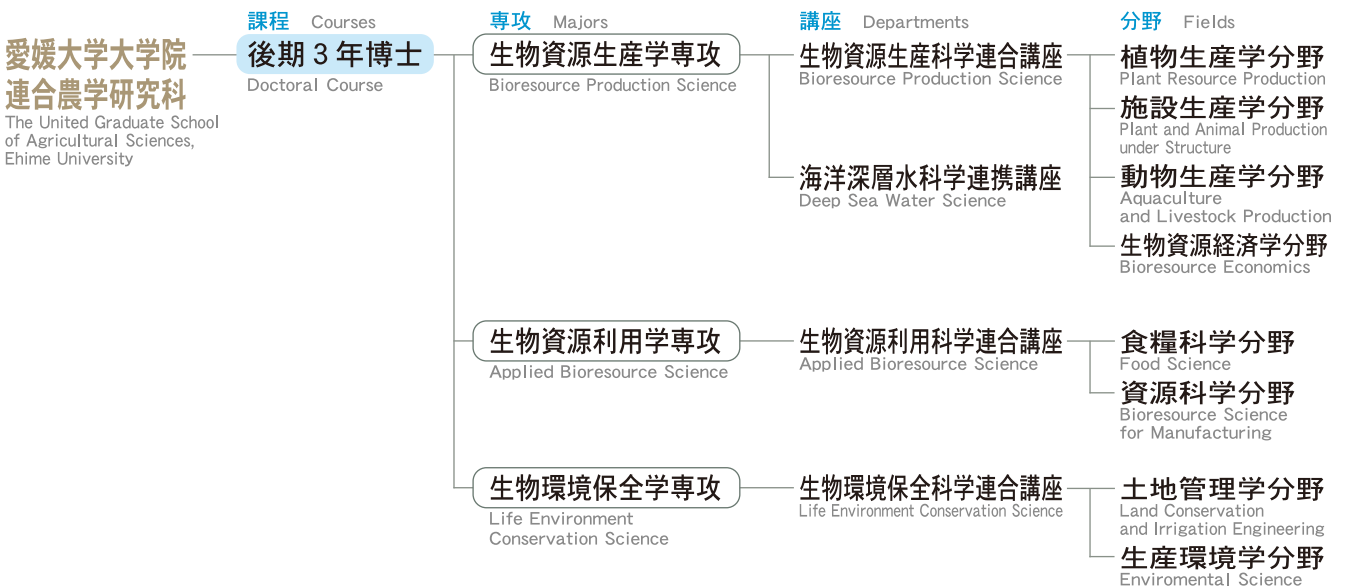 課程 Courses
専攻 Majors
講座 Departments
分野 Fields
愛媛大学大学院
連合農学研究科
The United Graduate School
of Agricultural Sciences,
Ehime University
後期3年博士
Doctoral Course
生物資源生産学専攻
Bioresource Production Science
生物資源生産科学連合講座
Bioresource Production Science
植物生産学分野
Plant Resource Production
施設生産学分野
Plant and Animal Production
under Structure
海洋深層水科学連携講座
Deep Sea Water Science
動物生産学分野
Aquaculture
and Livestock Production
生物資源経済学分野
Bioresource Economics
生物資源利用学専攻
Applied Bioresource Science
生物資源利用科学連合講座
Applied Bioresource Science
食糧科学分野
Food Science
資源科学分野
Bioresource Science
for Manufacturing
生物環境保全学専攻
Life Environment
Conservation Science
生物環境保全科学連合講座
Life Environment Conservation Science
土地管理学分野
Land Conservation
and Irrigation Engineering
生産環境学分野
Enviromental Science